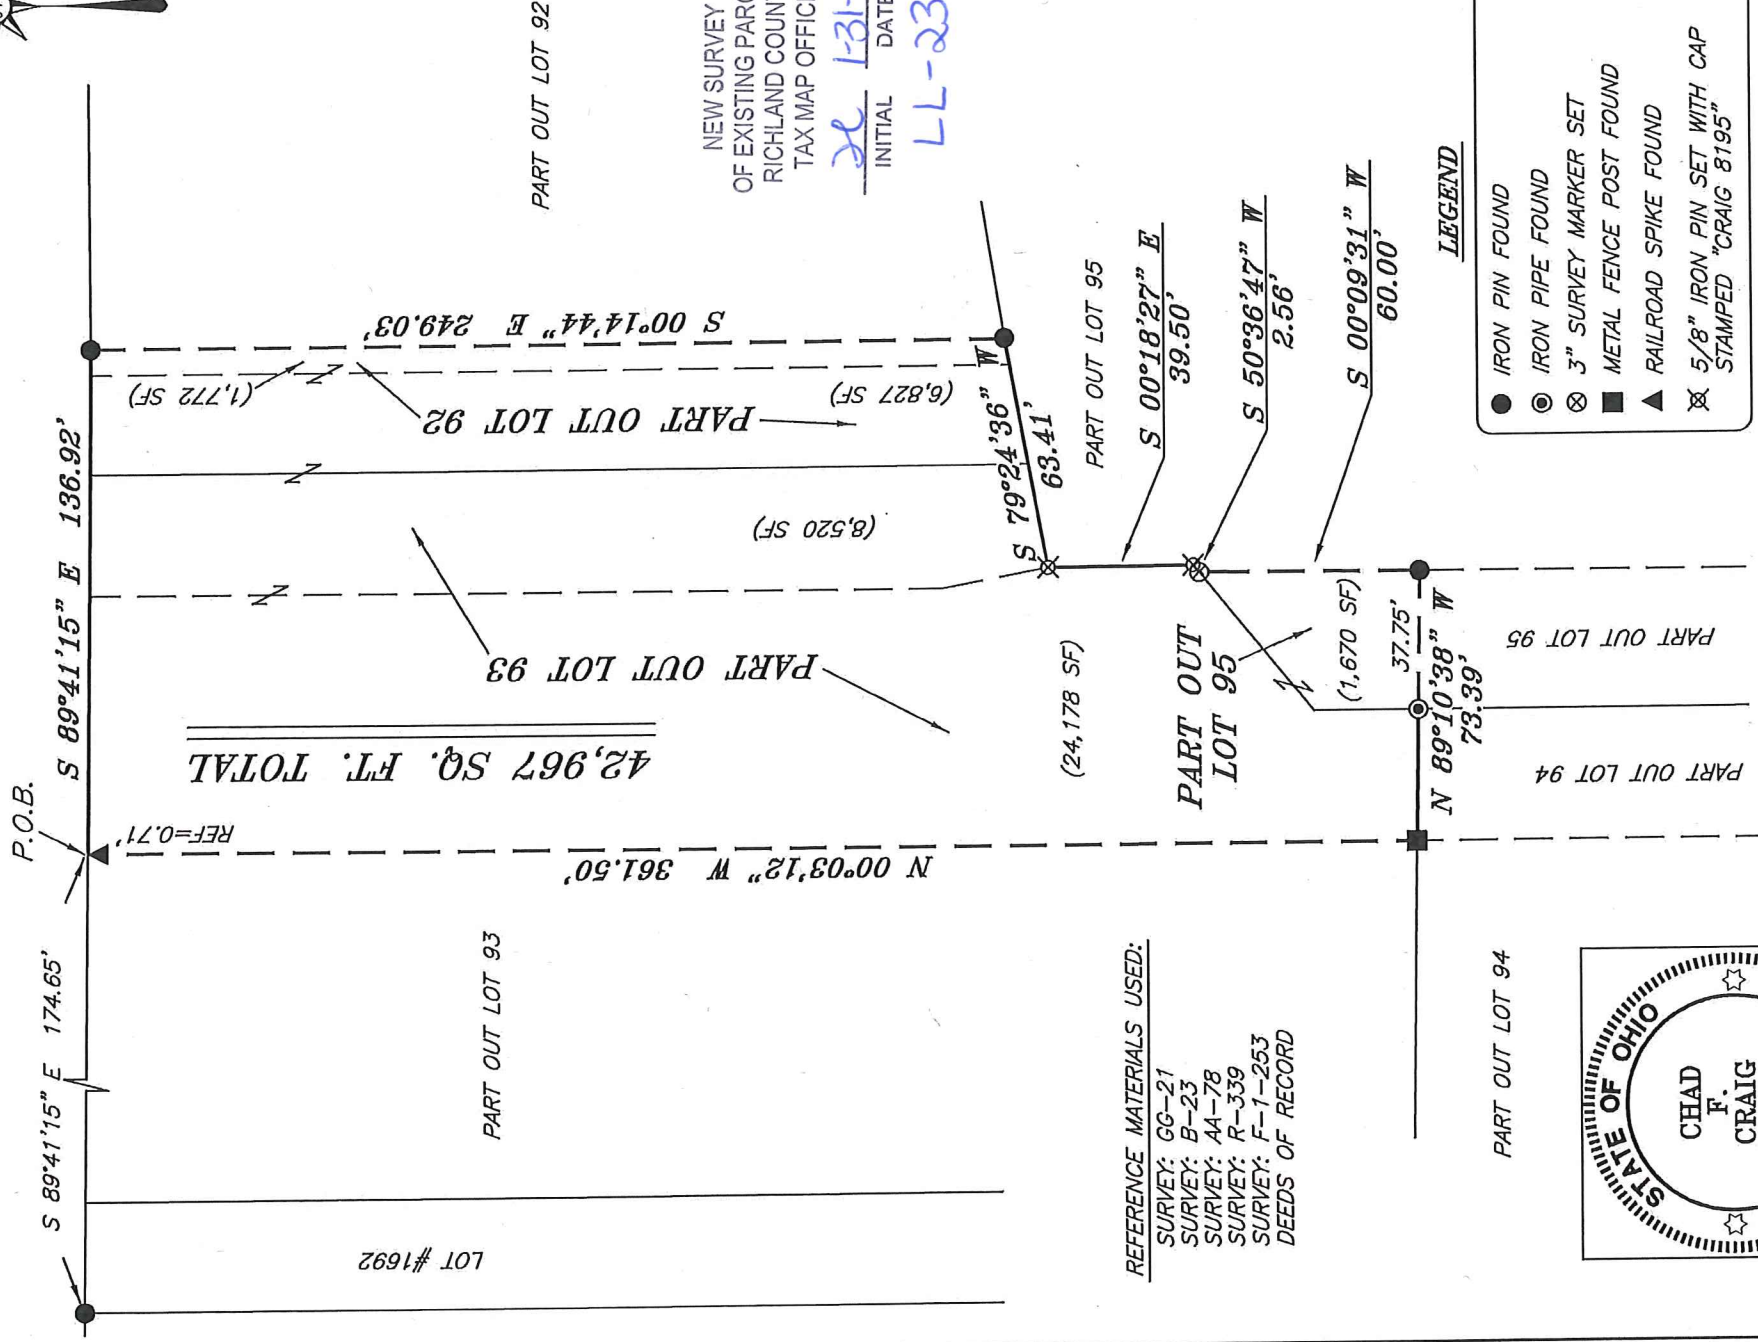 P.O.B.
S 89°41'15" E 174.65'
S 89°41'15" E 136.92'
REF=0.71'
LOT #1692
PART OUT LOT 93
N 00°03'12" W 361.50'
42,967 SQ. FT. TOTAL
PART OUT LOT 93
(8,520 SF)
(24,178 SF)
PART OUT LOT 92
(1,772 SF)
(6,827 SF)
S 00°14'44" E 249.03'
PART OUT LOT 92
NEW SURVEY
OF EXISTING
RICHLAND
TAX MAP
1-31-
INITIAL DATE
LL-23
S 79°24'36" W
63.41'
PART OUT LOT 95
S 00°18'27" E
39.50'
S 50°36'47" W
2.56'
S 00°09'31" W
60.00'
PART OUT
LOT 95
(1,670 SF)
37.75'
N 89°10'38" W
73.39'
PART OUT LOT 95
PART OUT LOT 94
PART OUT LOT 94
REFERENCE MATERIALS USED:
SURVEY: GG-21
SURVEY: B-23
SURVEY: AA-78
SURVEY: R-339
SURVEY: F-1-253
DEEDS OF RECORD
LEGEND
IRON PIN FOUND
IRON PIPE FOUND
3" SURVEY MARKER SET
METAL FENCE POST FOUND
RAILROAD SPIKE FOUND
5/8" IRON PIN SET WITH CAP
STAMPED "CRAIG 8195"
STATE OF OHIO
CHAD
F.
CRAIG